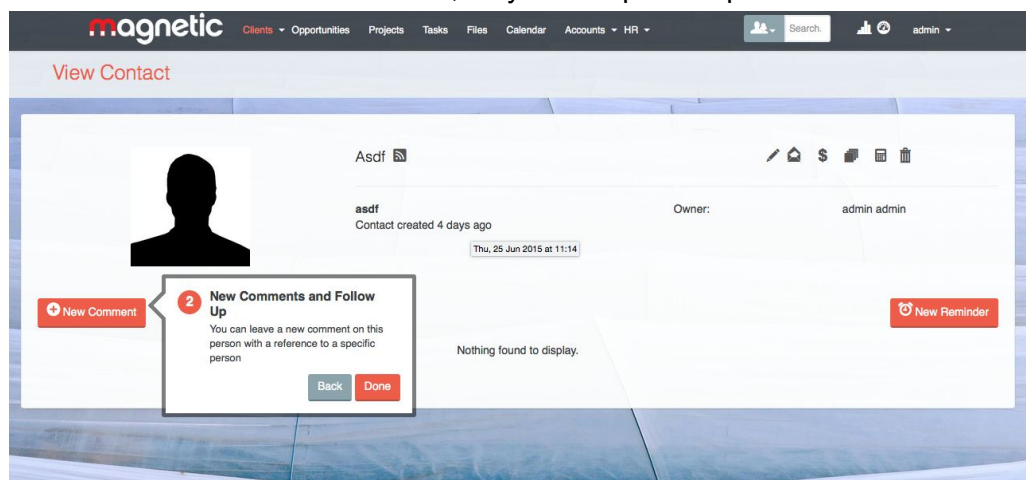 magnetic Clients Opportunities Projects Tasks Files Calendar Accounts HR Search. admin
View Contact
Asdf
asdf Owner: admin admin
Contact created 4 days ago
Thu, 25 Jun 2015 at 11:14
New Comment
2 New Comments and Follow
Up
You can leave a new comment on this
person with a reference to a specific
person
Back Done
New Reminder
Nothing found to display.